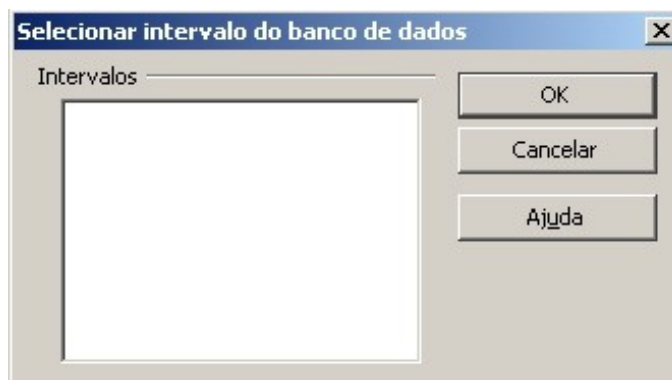 Selecionar intervalo do banco de dados
Intervalos
OK
Cancelar
Ajuda